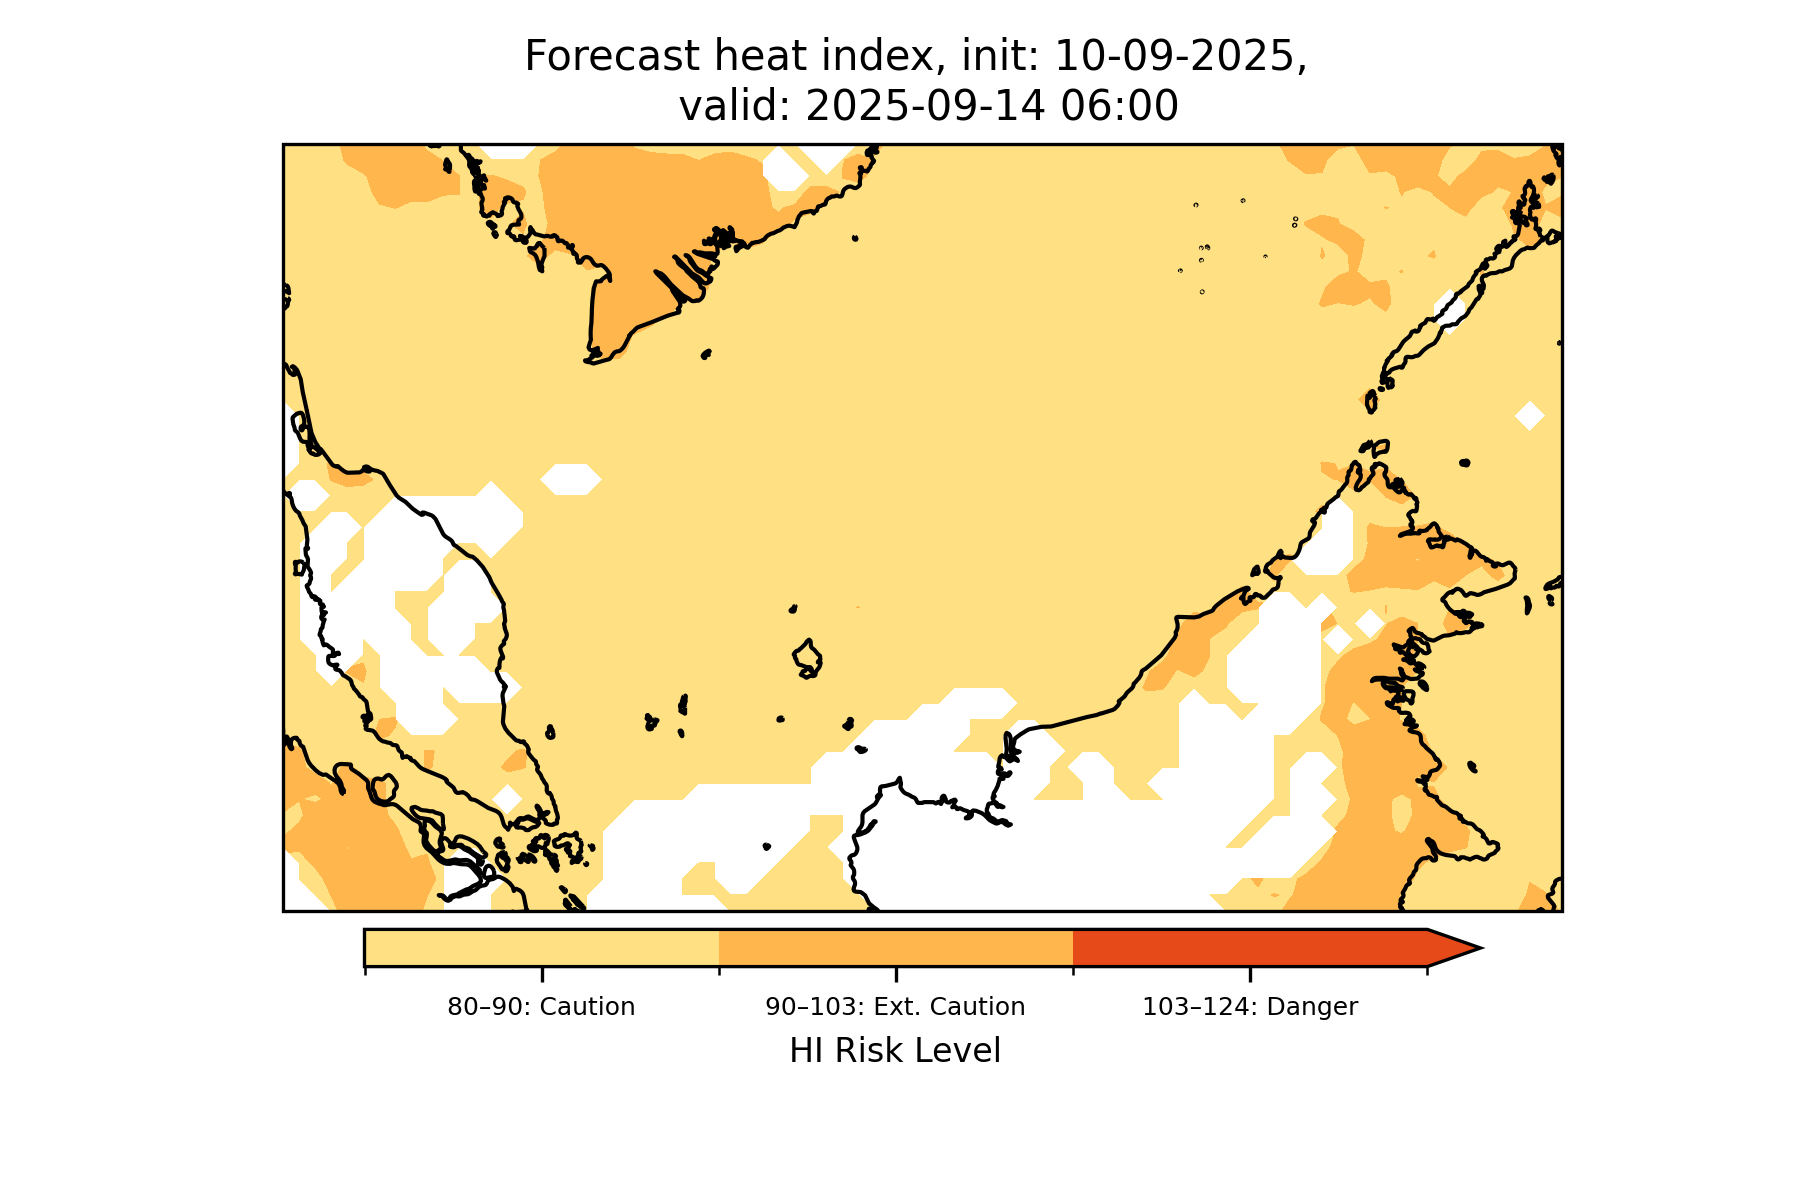 Forecast heat index, init: 10-09-2025,
valid: 2025-09-14 06:00
80–90: Caution
90–103: Ext. Caution
103–124: Danger
HI Risk Level